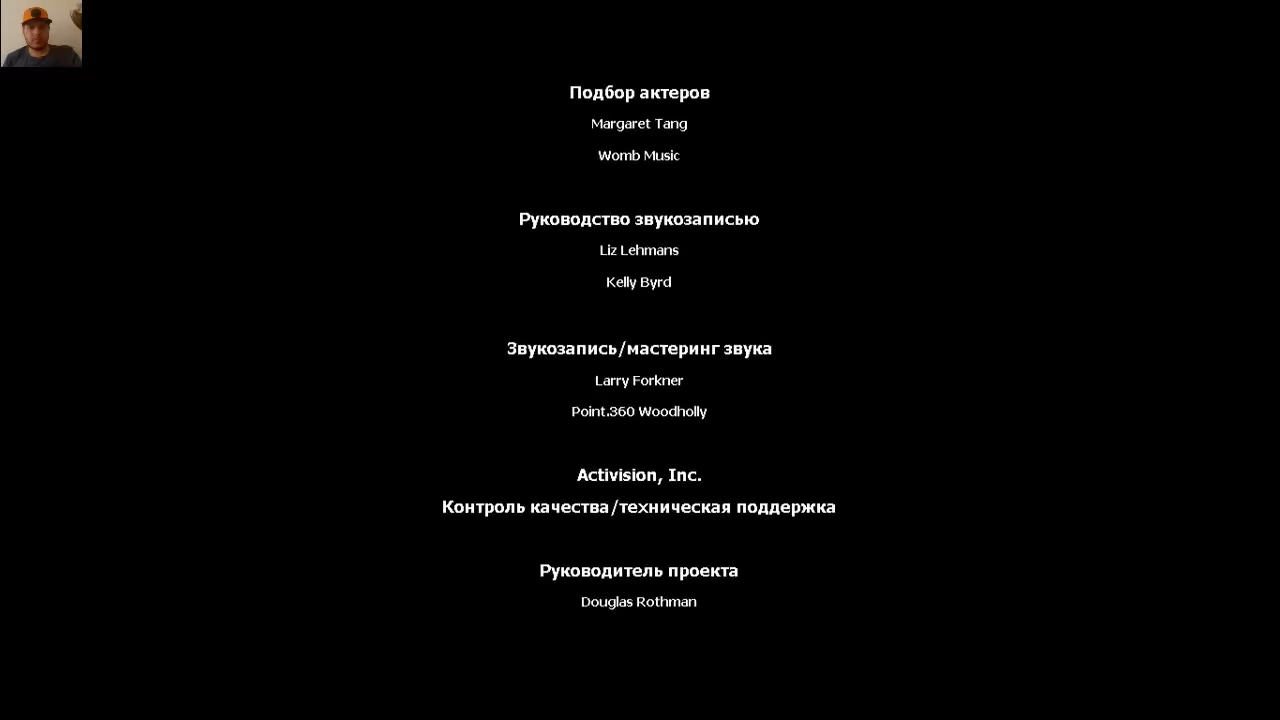 Подбор актеров
Margaret Tang
Womb Music
Руководство звукозаписью
Liz Lehmans
Kelly Byrd
Звукозапись/мастеринг звука
Larry Forkner
Point.360 Woodholly
Activision, Inc.
Контроль качества/техническая поддержка
Руководитель проекта
Douglas Rothman